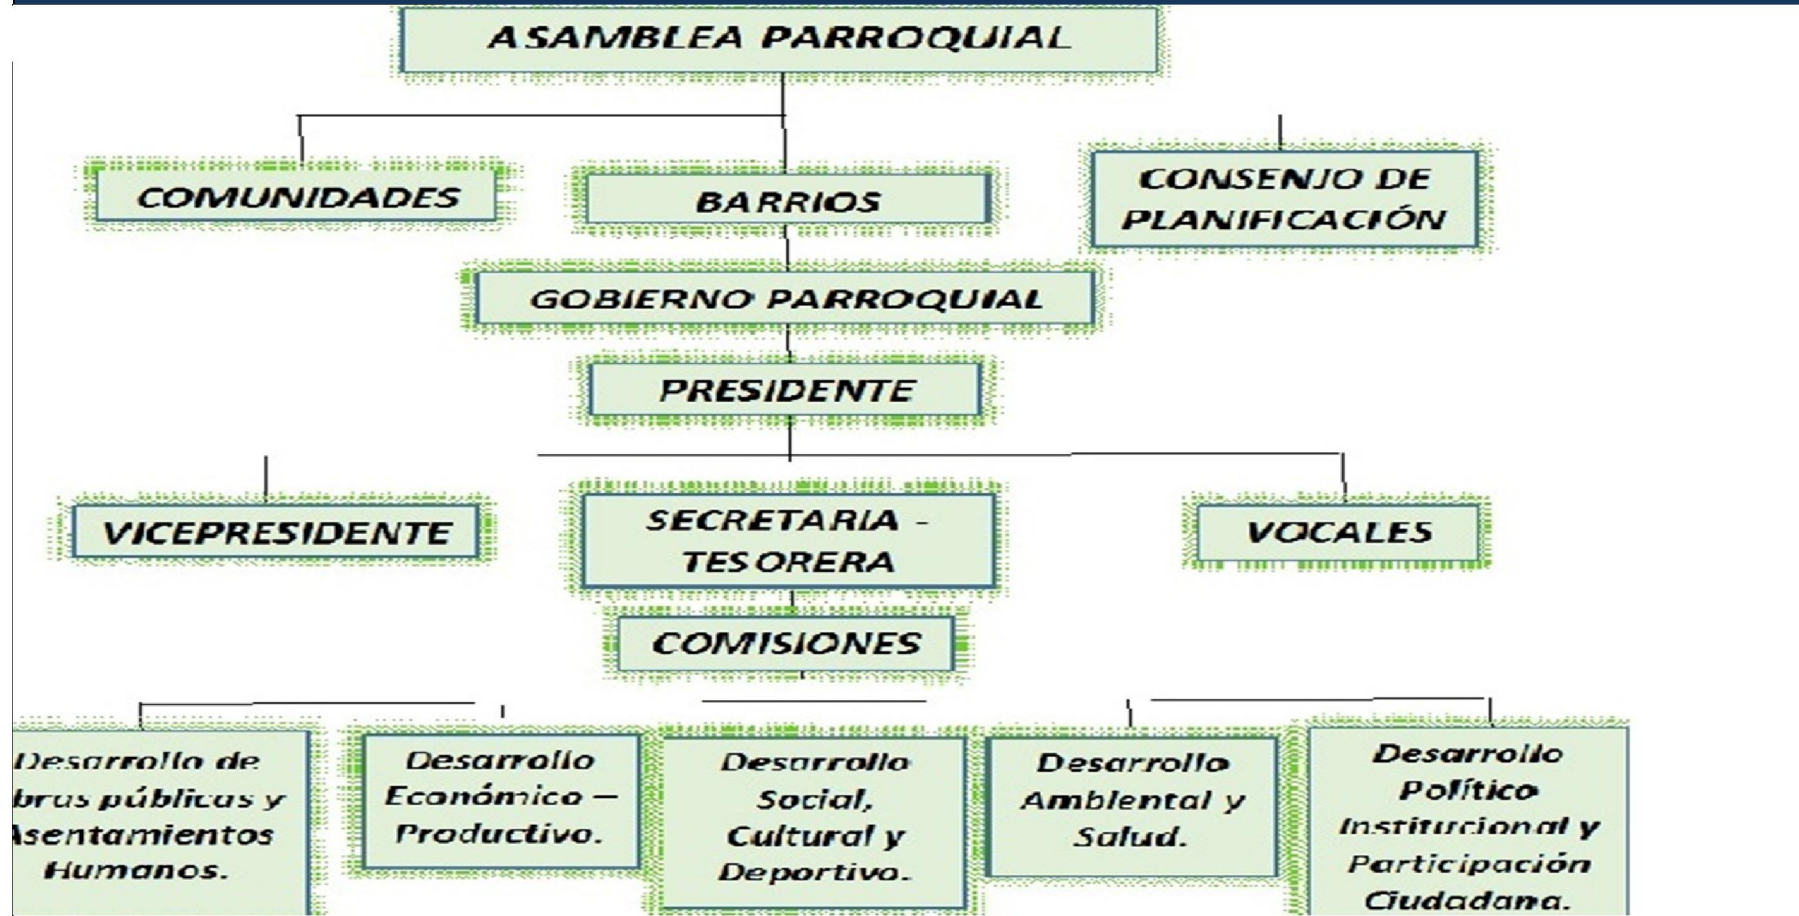 ASAMBLEA PARROQUIAL
COMUNIDADES
BARRIOS
CONSENJO DE
PLANIFICACIÓN
GOBIERNO PARROQUIAL
PRESIDENTE
VICEPRESIDENTE
SECRETARIA -
TESORERA
VOCALES
COMISIONES
Desarrollo de
bras públicas y
Asentamientos
Humanos.
Desarrollo
Económico –
Productivo.
Desarrollo
Social,
Cultural y
Deportivo.
Desarrollo
Ambiental y
Salud.
Desarrollo
Político
Institucional y
Participación
Ciudadana.